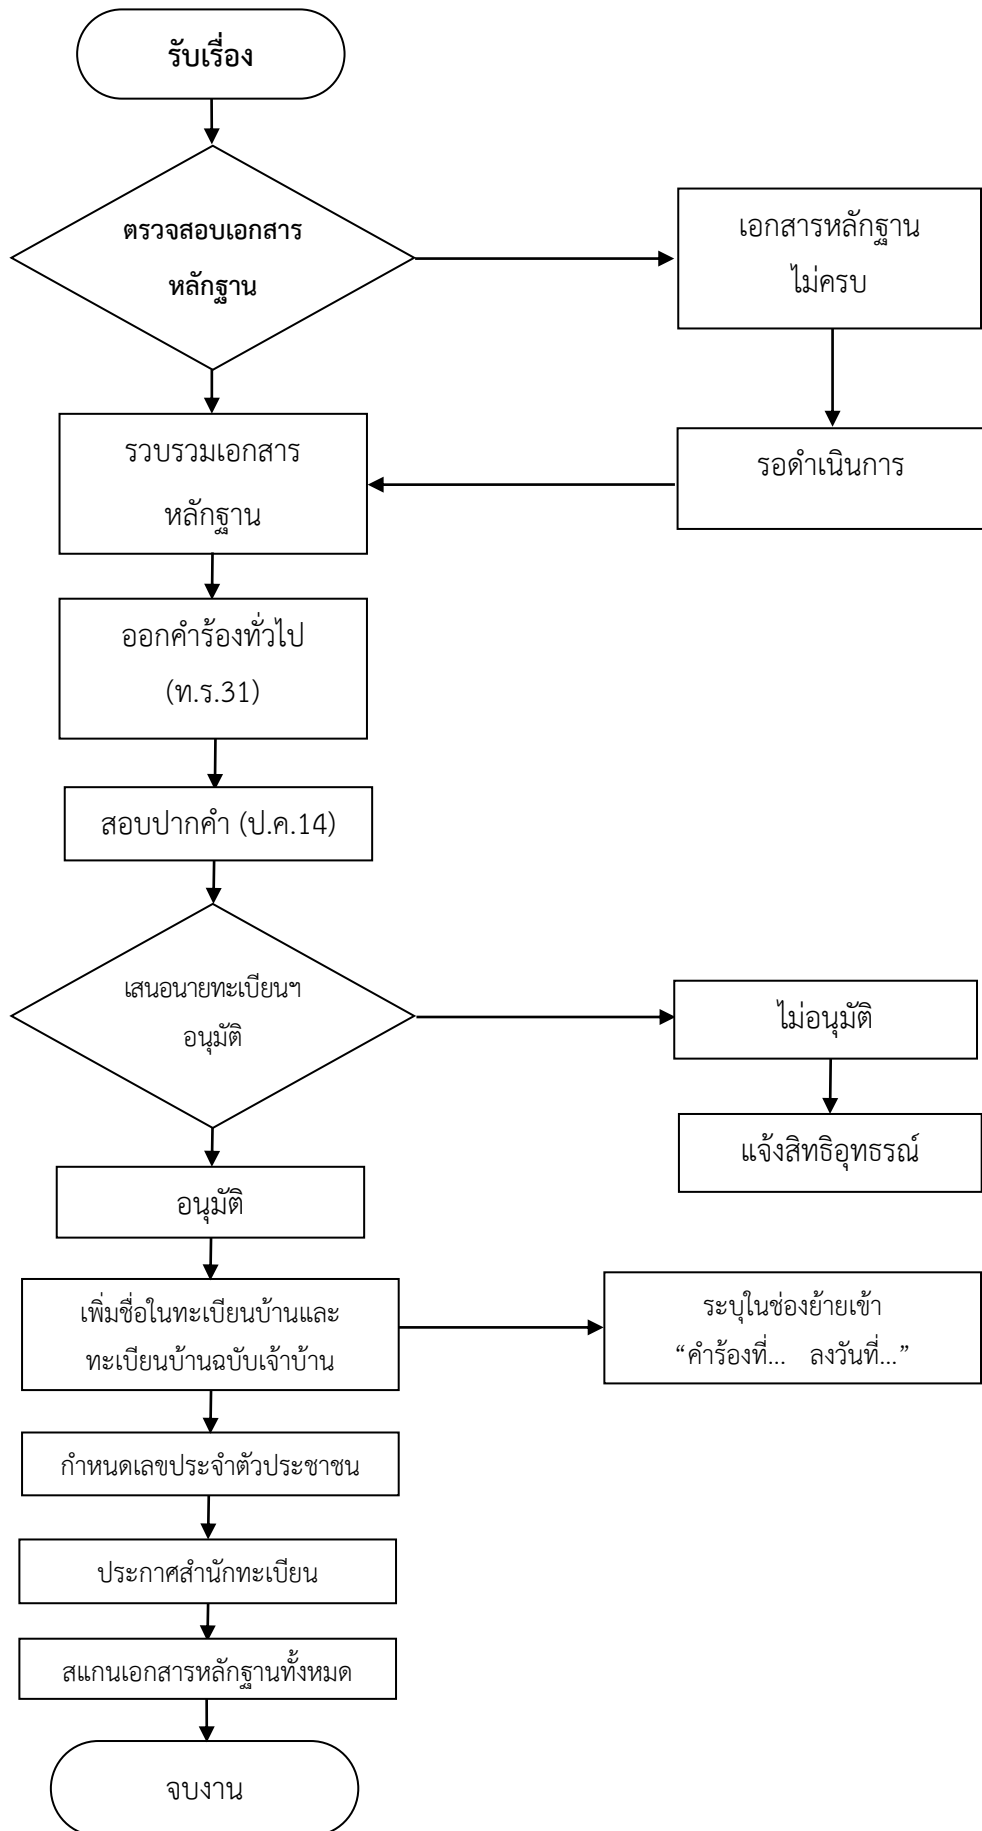 รับเรื่อง
ตรวจสอบเอกสาร
หลักฐาน
เอกสารหลักฐาน
ไม่ครบ
รวบรวมเอกสาร
หลักฐาน
รอดำเนินการ
ออกคำร้องทั่วไป
(ท.ร.31)
สอบปากคำ (ป.ค.14)
เสนอนายทะเบียนฯ
อนุมัติ
ไม่อนุมัติ
แจ้งสิทธิอุทธรณ์
อนุมัติ
เพิ่มชื่อในทะเบียนบ้านและ
ทะเบียนบ้านฉบับเจ้าบ้าน
ระบุในช่องย้ายเข้า
“คำร้องที่... ลงวันที่...”
กำหนดเลขประจำตัวประชาชน
ประกาศสำนักทะเบียน
สแกนเอกสารหลักฐานทั้งหมด
จบงาน